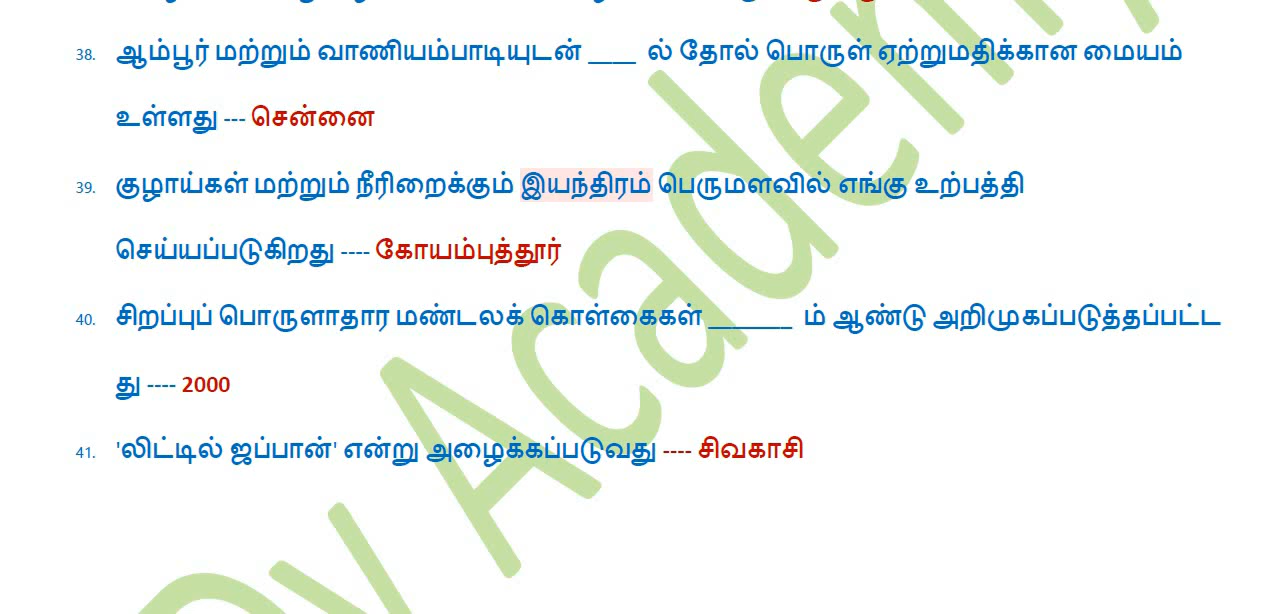 38. ஆம்பூர் மற்றும் வாணியம்பாடியுடன் ____ ல் தோல் பொருள் ஏற்றுமதிக்கான மையம்
உள்ளது --- சென்னை
39. குழாய்கள் மற்றும் நீரிறைக்கும் இயந்திரம் பெருமளவில் எங்கு உற்பத்தி
செய்யப்படுகிறது ---- கோயம்புத்தூர்
40. சிறப்புப் பொருளாதார மண்டலக் கொள்கைகள் _______ ம் ஆண்டு அறிமுகப்படுத்தப்பட்ட
து ---- 2000
41. 'லிட்டில் ஜப்பான்' என்று அழைக்கப்படுவது ---- சிவகாசி
Academy